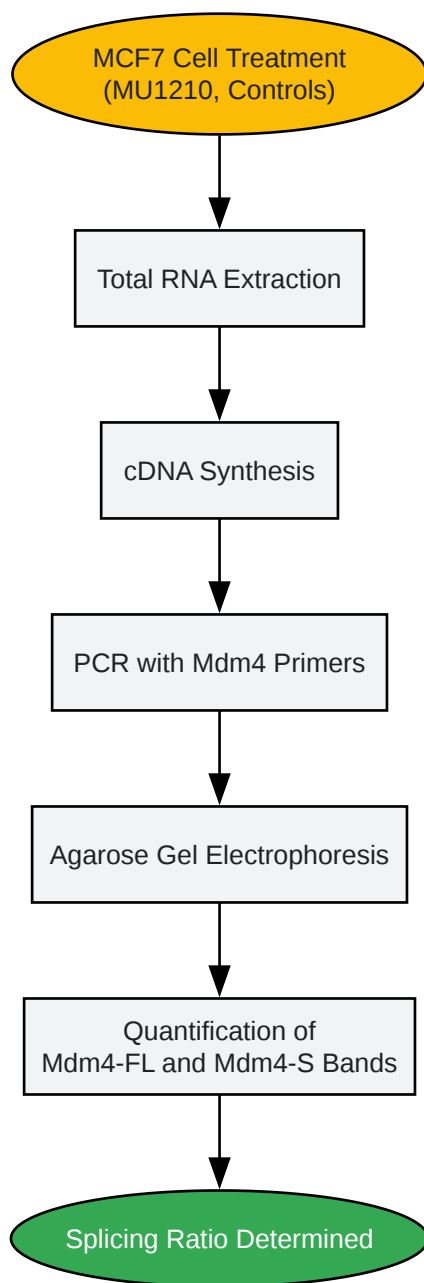 MCF7 Cell Treatment
(MU1210, Controls)
Total RNA Extraction
cDNA Synthesis
PCR with Mdm4 Primers
Agarose Gel Electrophoresis
Quantification of
Mdm4-FL and Mdm4-S Bands
Splicing Ratio Determined